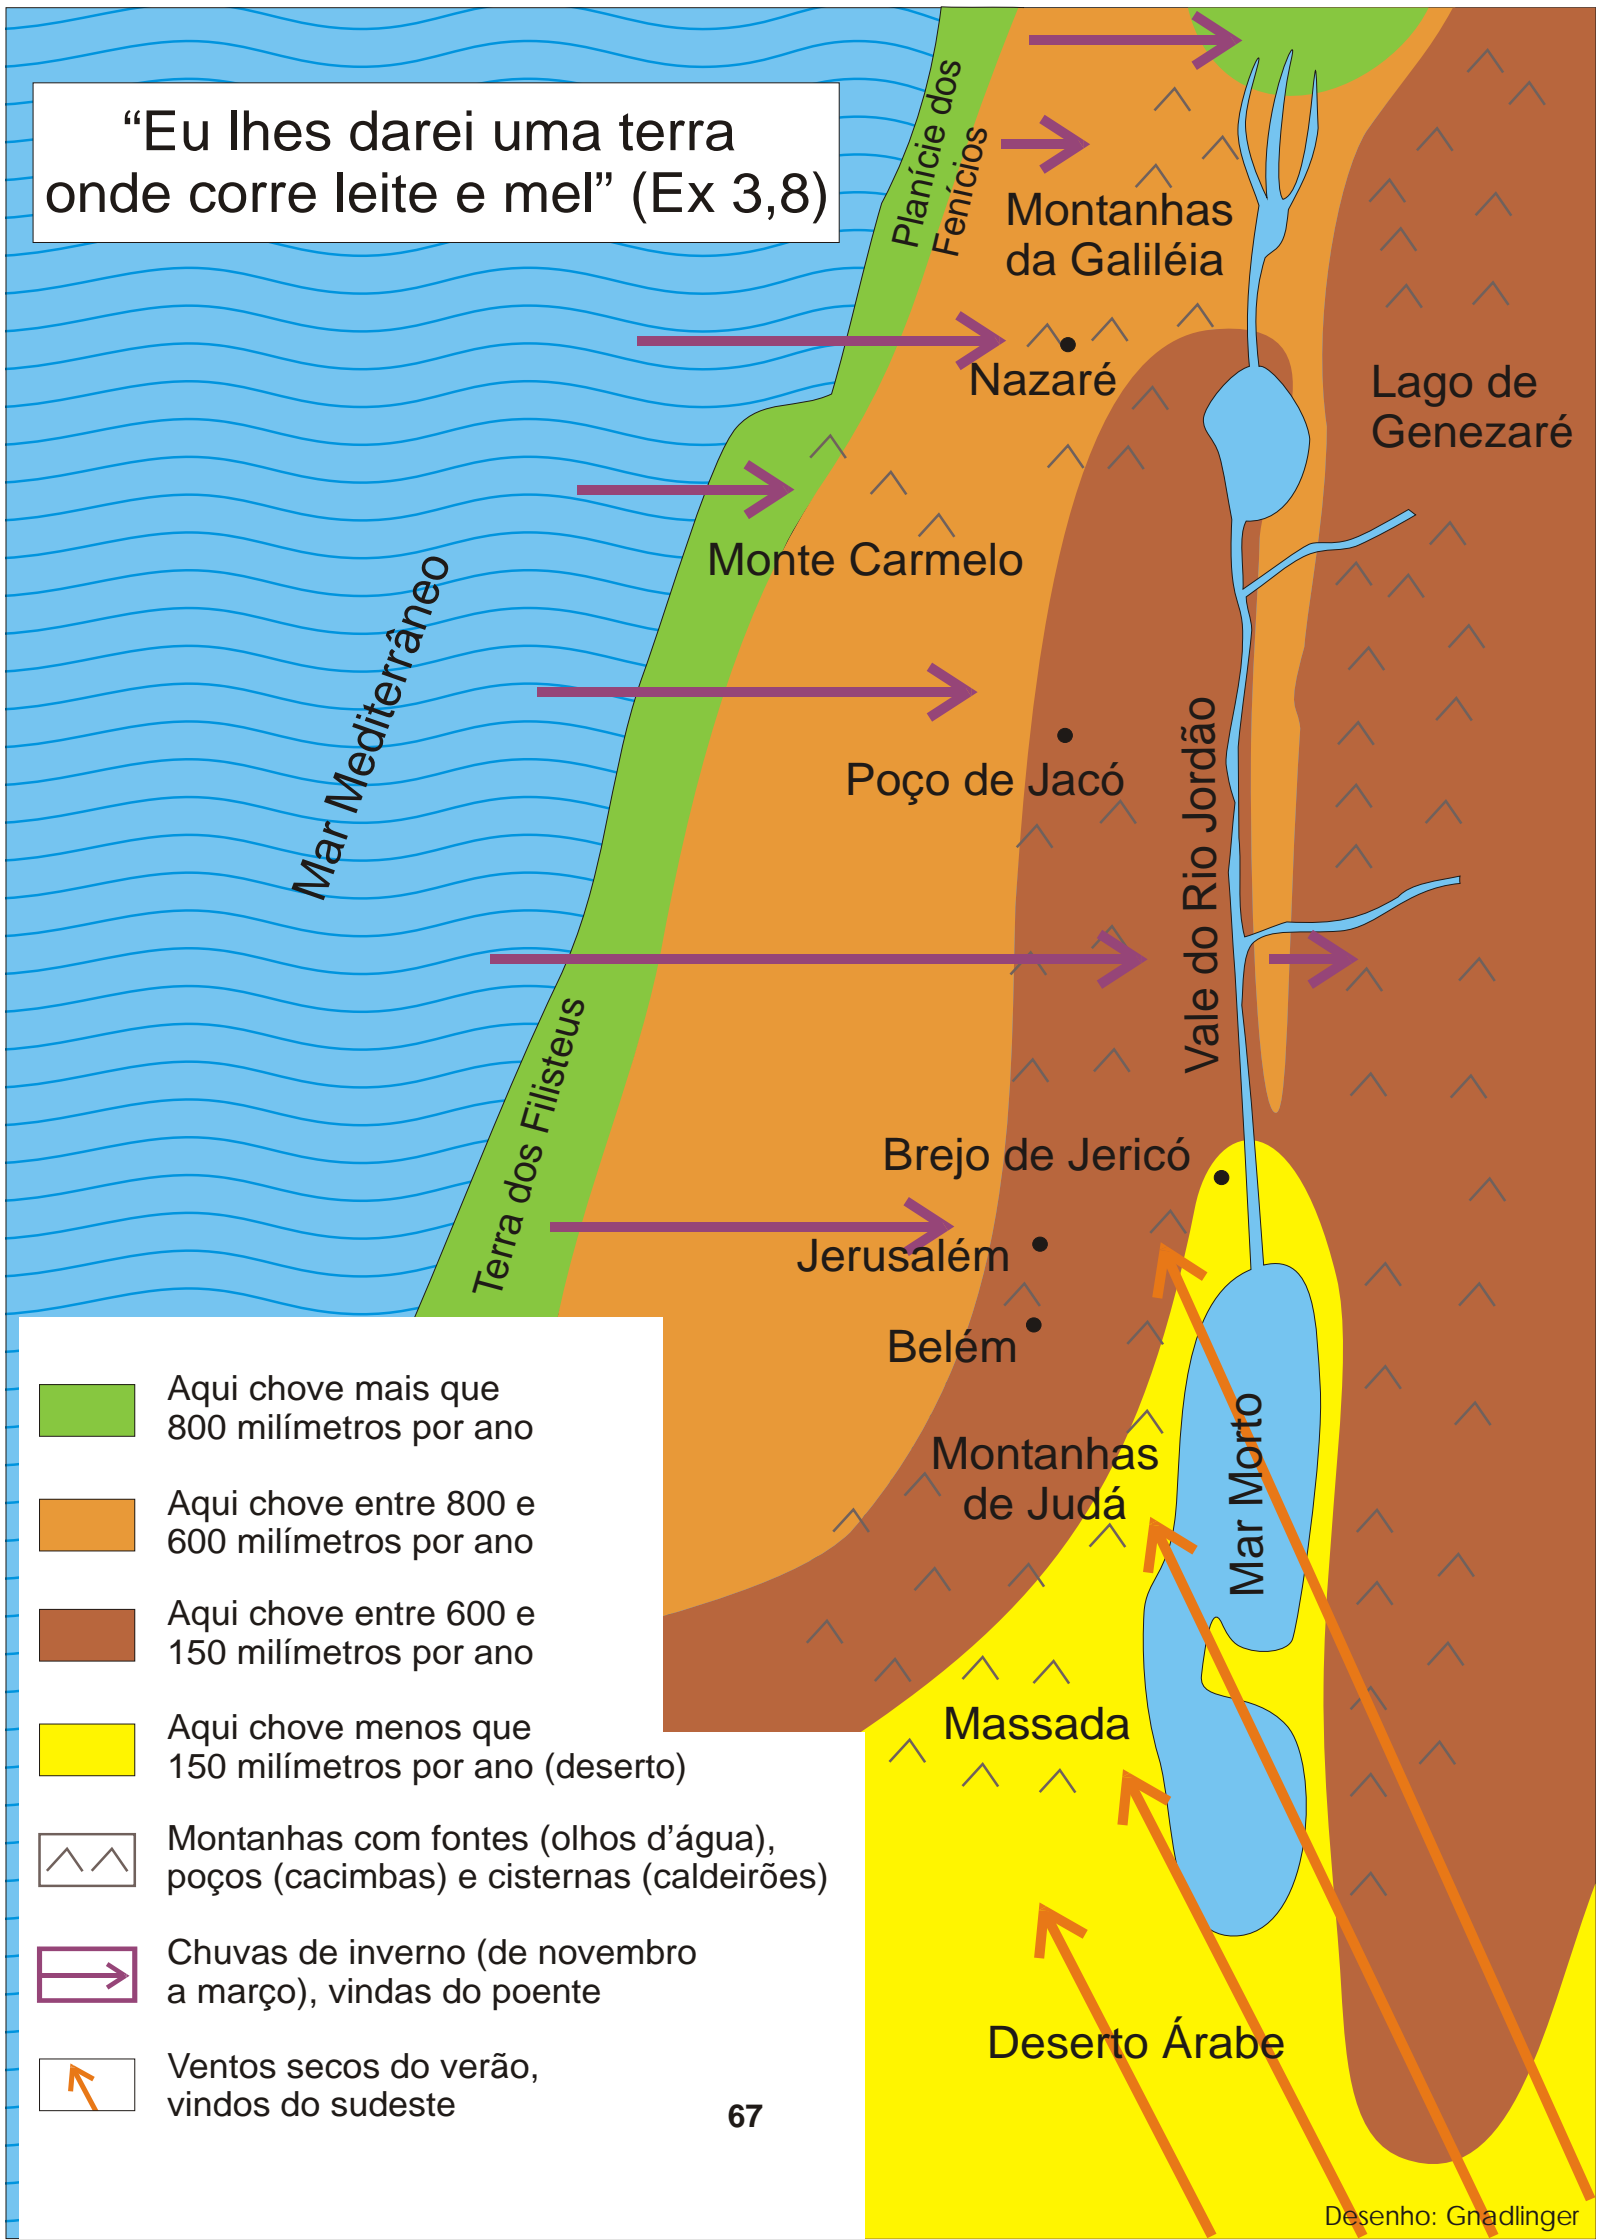 “Eu lhes darei uma terra
onde corre leite e mel” (Ex 3,8)
Planície dos
Fenícios
Montanhas
da Galiléia
Nazaré
Lago de
Genezaré
Monte Carmelo
Mar Mediterrâneo
Poço de Jacó
Vale do Rio Jordão
Terra dos Filisteus
Brejo de Jericó
Jerusalém
Belém
Montanhas
de Judá
Mar Morto
Massada
Deserto Árabe
Aqui chove mais que
800 milímetros por ano
Aqui chove entre 800 e
600 milímetros por ano
Aqui chove entre 600 e
150 milímetros por ano
Aqui chove menos que
150 milímetros por ano (deserto)
Montanhas com fontes (olhos d’água),
poços (cacimbas) e cisternas (caldeirões)
Chuvas de inverno (de novembro
a março), vindas do poente
Ventos secos do verão,
vindos do sudeste
67
Desenho: Gnadlinger